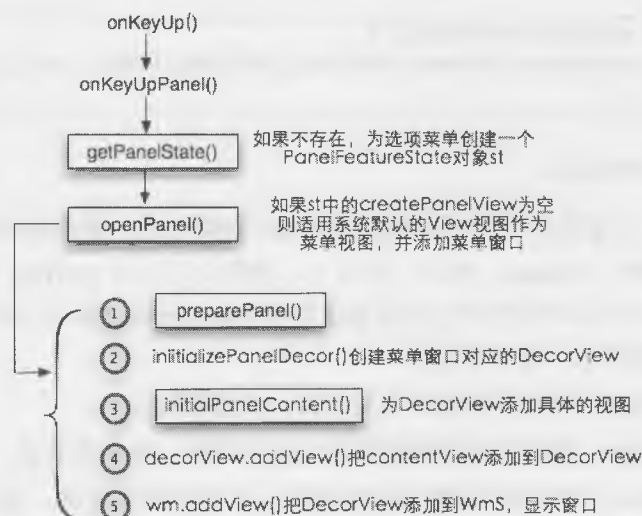 onKeyUp()
onKeyUpPanel()
getPanelState()
如果不存在，为选项菜单创建一个
PanelFeatureState对象st
openPanel()
如果st中的createPanelView为空
则适用系统默认的View视图作为
菜单视图，并添加菜单窗口
1 preparePanel()
2 iniitializePanelDecor()创建菜单窗口对应的DecorView
3 initialPanelContent() 为DecorView添加具体的视图
4 decorView.addView()把contentView添加到DecorView
5 wm.addView()把DecorView添加到WmS，显示窗口